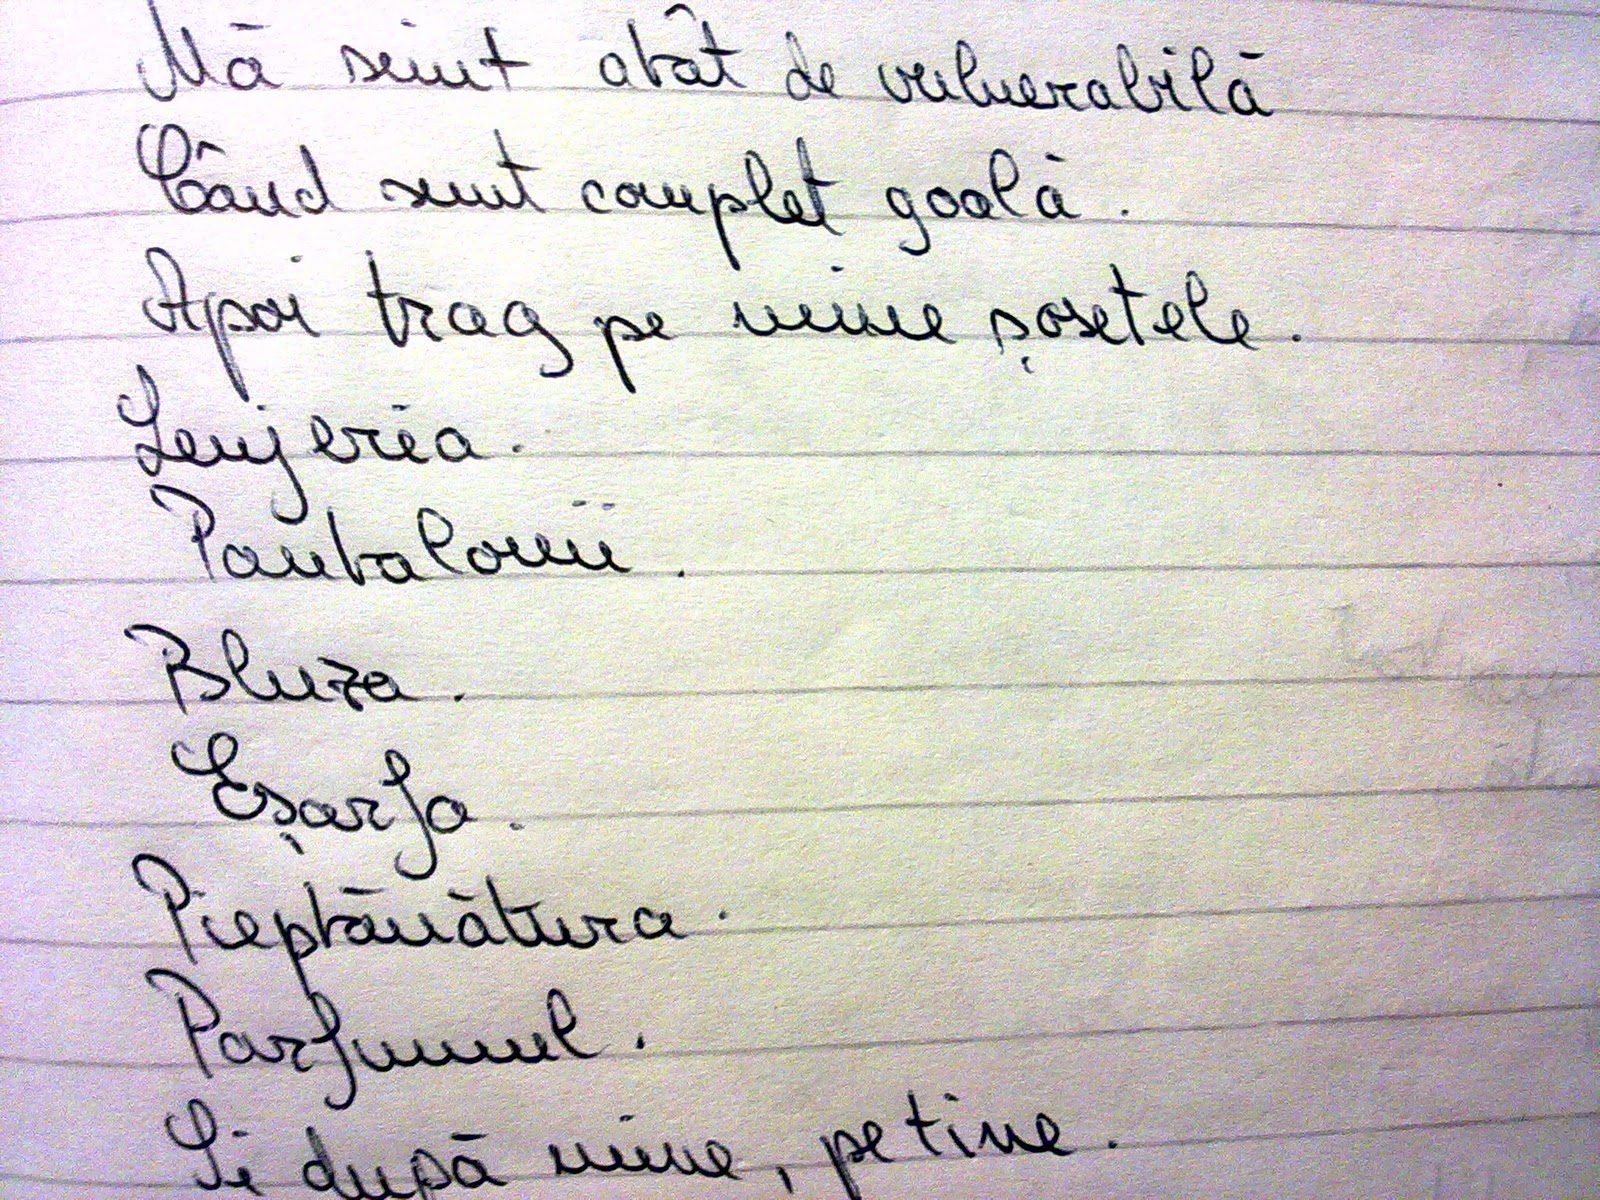 Mă simt atât de vulnerabilă
Când sunt complet goală.
Apoi trag pe mine șosetele.
Lenjeria.
Pantalonii.
Bluza.
Eșarfa.
Pieptănătura.
Parfumul.
Și după mine, pe tine.